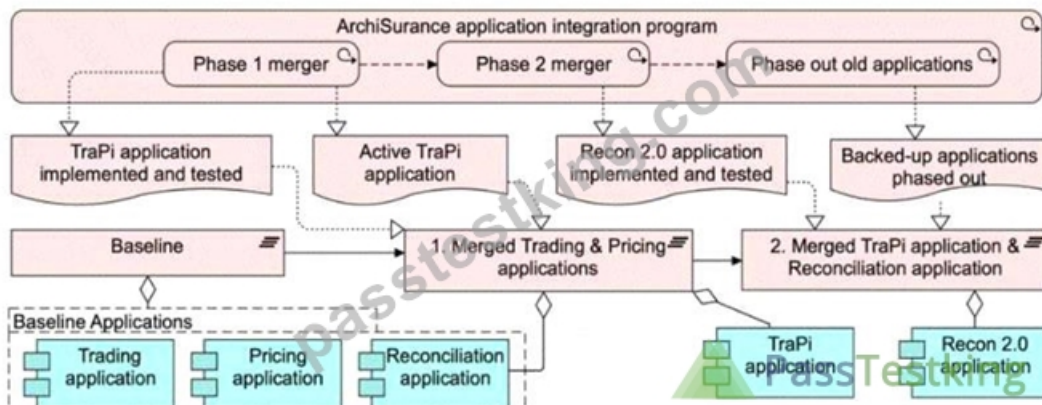 ArchiSurance application integration program
Phase 1 merger
Phase 2 merger
Phase out old applications
TraPi application
implemented and tested
Active TraPi
application
Recon 2.0 application
implemented and tested
Backed-up applications
phased out
Baseline
1. Merged Trading & Pricing
applications
2. Merged TraPi application &
Reconciliation application
Baseline Applications
Trading
application
Pricing
application
Reconciliation
application
TraPi
application
Recon 2.0
application
passtestking.com
PassTestking